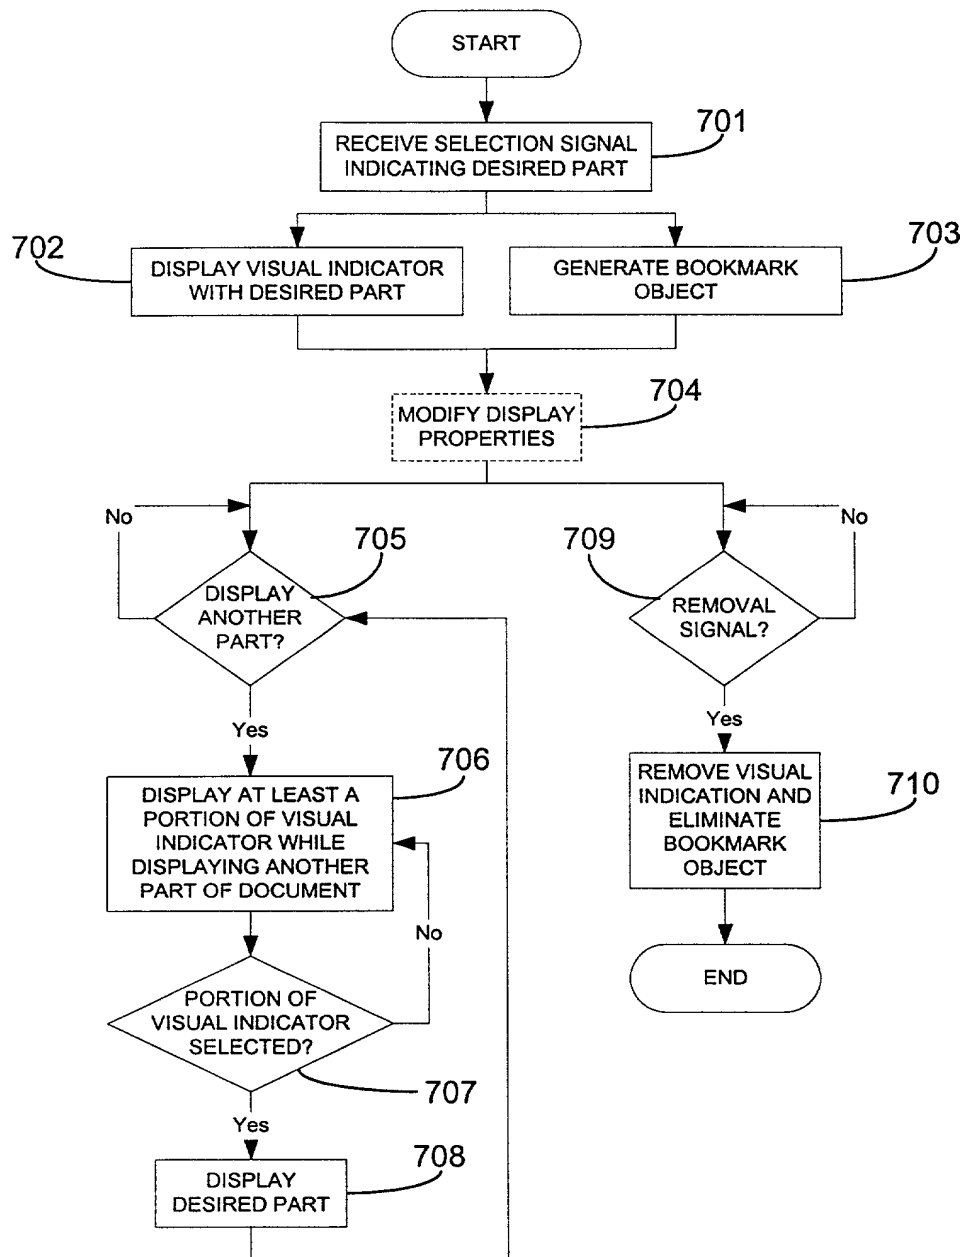 START
701
RECEIVE SELECTION SIGNAL
INDICATING DESIRED PART
702
703
DISPLAY VISUAL INDICATOR
WITH DESIRED PART
GENERATE BOOKMARK
OBJECT
704
MODIFY DISPLAY
PROPERTIES
No
705
DISPLAY
ANOTHER
PART?
709
No
REMOVAL
SIGNAL?
Yes
Yes
706
DISPLAY AT LEAST A
PORTION OF VISUAL
INDICATOR WHILE
DISPLAYING ANOTHER
PART OF DOCUMENT
REMOVE VISUAL
INDICATION AND
ELIMINATE
BOOKMARK
OBJECT
710
No
PORTION OF
VISUAL INDICATOR
SELECTED?
END
707
Yes
708
DISPLAY
DESIRED PART